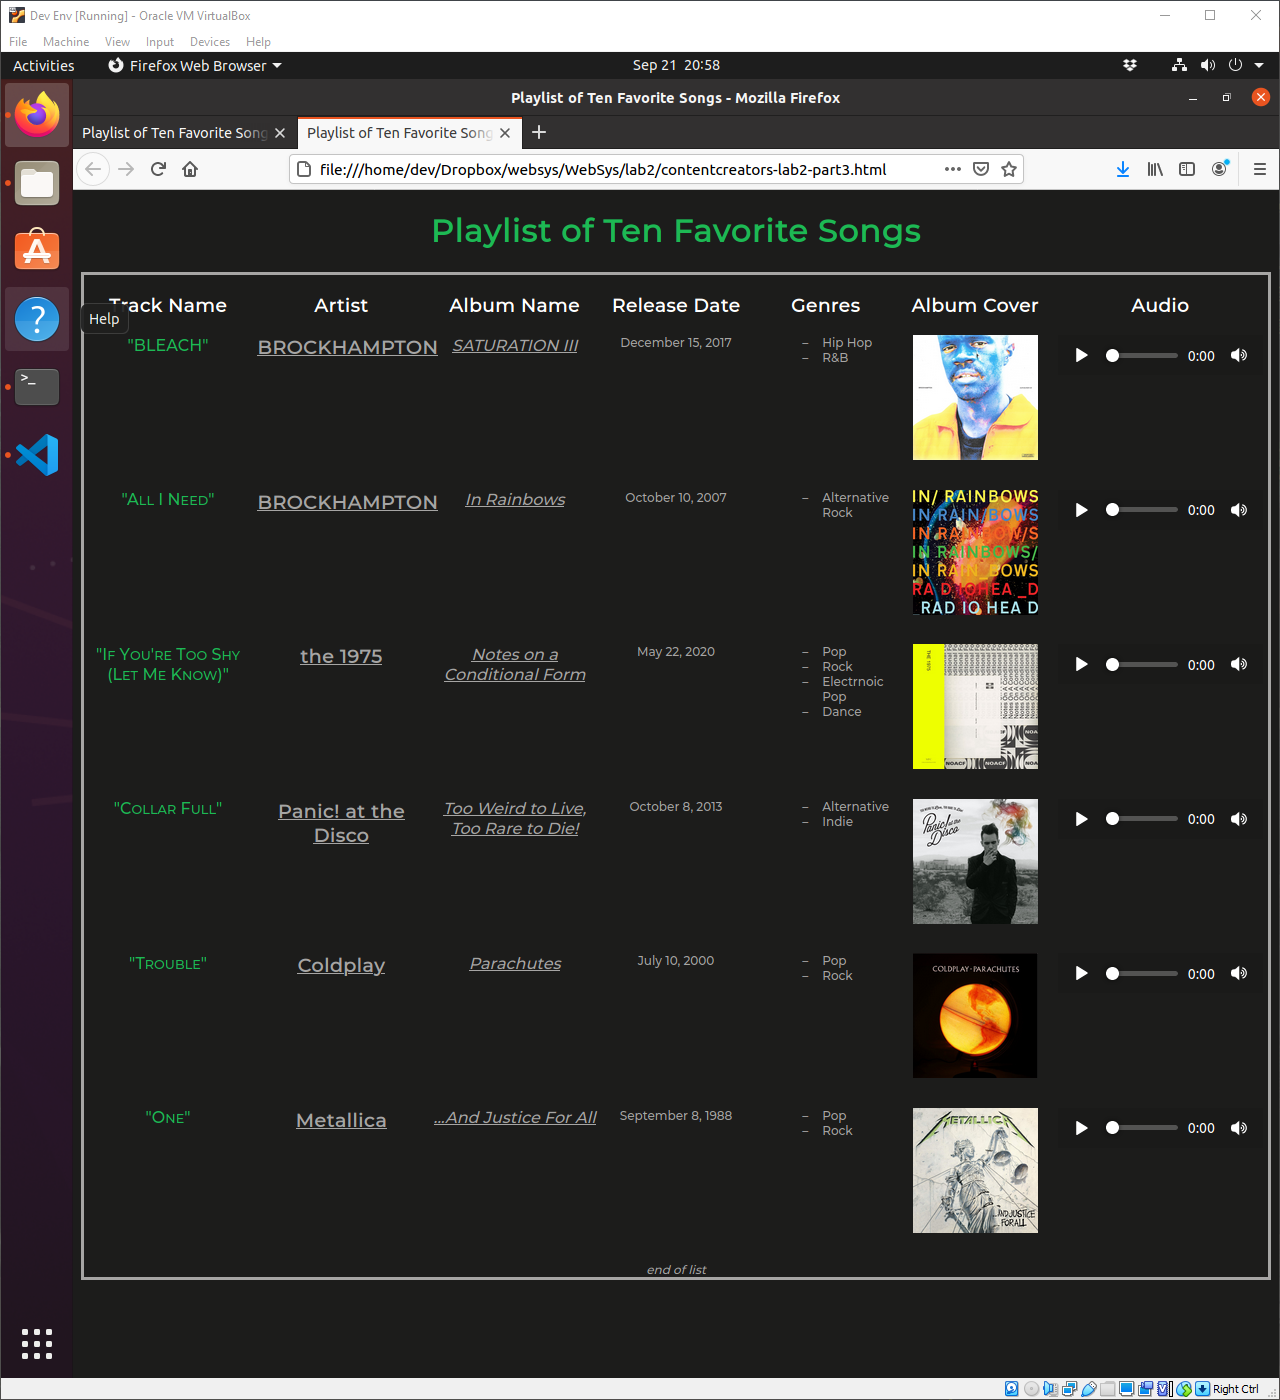 Dev Env [Running] - Oracle VM VirtualBox
File Machine View Input Devices Help
Activities Firefox Web Browser Sep 21 20:58
Playlist of Ten Favorite Songs - Mozilla Firefox
Playlist of Ten Favorite Song Playlist of Ten Favorite Song
file:///home/dev/Dropbox/websys/WebSys/lab2/contentcreators-lab2-part3.html
Playlist of Ten Favorite Songs
Track Name Artist Album Name Release Date Genres Album Cover Audio
Help
"BLEACH" BROCKHAMPTON SATURATION III December 15, 2017 – Hip Hop 0:00
– R&B
"All I Need" BROCKHAMPTON In Rainbows October 10, 2007 – Alternative 0:00
Rock
IN/ RAINBOWS
IN RAIN/BOWS
IN RAINBOW/S
IN RAINBOWS/
IN RAIN_BOWS
RA D IOHEA_D
_RAD IO HEA D
"If You're Too Shy the 1975 Notes on a May 22, 2020 – Pop 0:00
(Let Me Know)" Conditional Form – Rock
– Electrnoic
Pop
– Dance
THE 1975
NOACF NOACF
"Collar Full" Panic! at the Too Weird to Live, October 8, 2013 – Alternative 0:00
Disco Too Rare to Die! – Indie
Panic! at the Disco
"Trouble" Coldplay Parachutes July 10, 2000 – Pop 0:00
– Rock
COLDPLAY·PARACHUTES
"One" Metallica ...And Justice For All September 8, 1988 – Pop 0:00
– Rock
METALLICA
...AND JUSTICE
FOR ALL
end of list
Right Ctrl